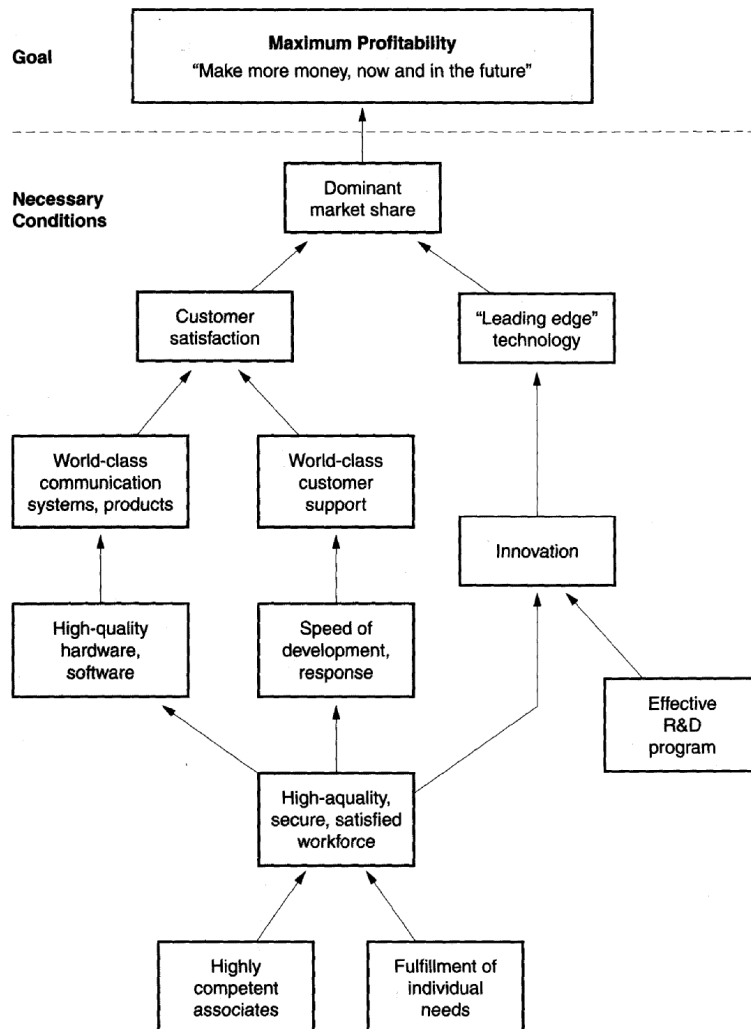 Goal
Maximum Profitability
“Make more money, now and in the future”
Necessary
Conditions
Dominant
market share
Customer
satisfaction
“Leading edge”
technology
World-class
communication
systems, products
World-class
customer
support
Innovation
High-quality
hardware,
software
Speed of
development,
response
Effective
R&D
program
High-aquality,
secure, satisfied
workforce
Highly
competent
associates
Fulfillment of
individual
needs